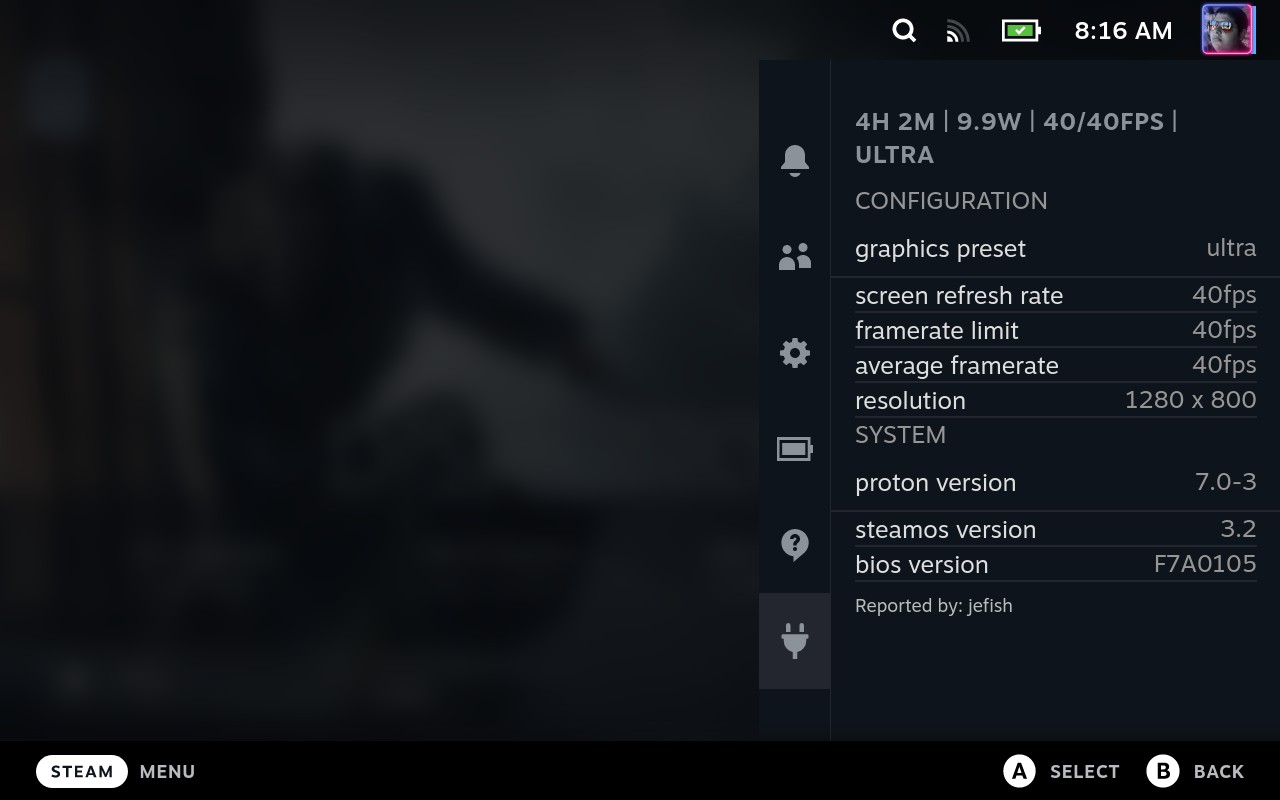 8:16 AM
4H 2M | 9.9W | 40/40FPS |
ULTRA
CONFIGURATION
graphics preset ultra
screen refresh rate 40fps
framerate limit 40fps
average framerate 40fps
resolution 1280 x 800
SYSTEM
proton version 7.0-3
steamos version 3.2
bios version F7A0105
Reported by: jefish
STEAM MENU A SELECT B BACK